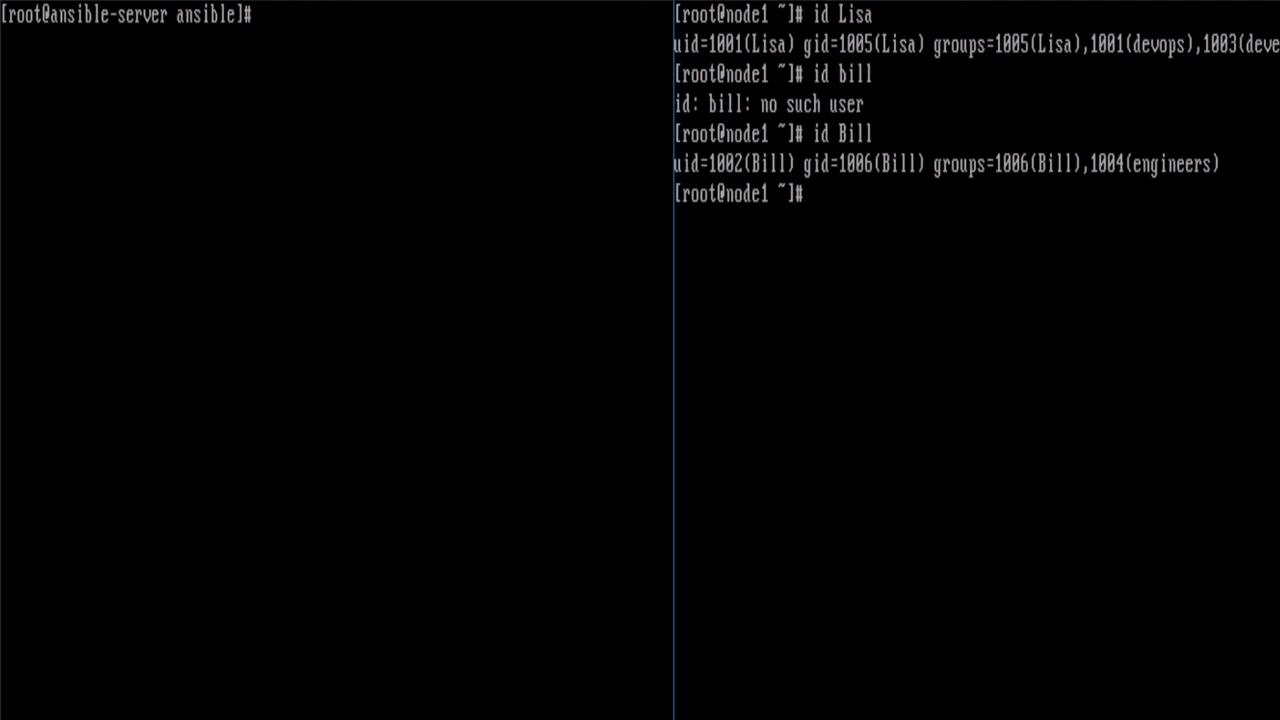 [root@ansible-server ansible]#
[root@node1 ~]# id Lisa
uid=1001(Lisa) gid=1005(Lisa) groups=1005(Lisa),1001(devops),1003(deve
[root@node1 ~]# id bill
id: bill: no such user
[root@node1 ~]# id Bill
uid=1002(Bill) gid=1006(Bill) groups=1006(Bill),1004(engineers)
[root@node1 ~]#